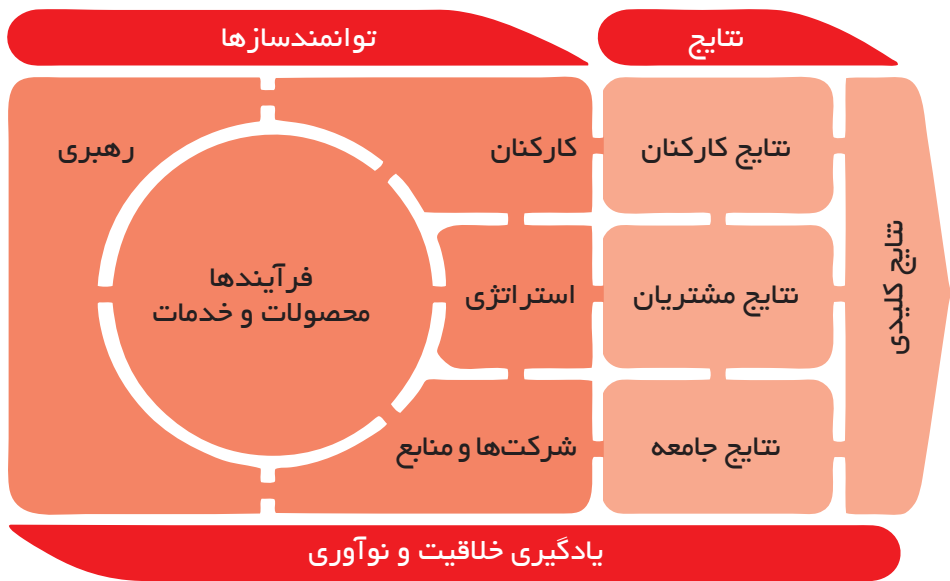 توانمندسازها
نتایج
رهبری
کارکنان
نتایج کارکنان
فرآیندها
محصولات و خدمات
استراتژی
نتایج مشتریان
نتایج کلیدی
شرکت‌ها و منابع
نتایج جامعه
یادگیری خلاقیت و نوآوری